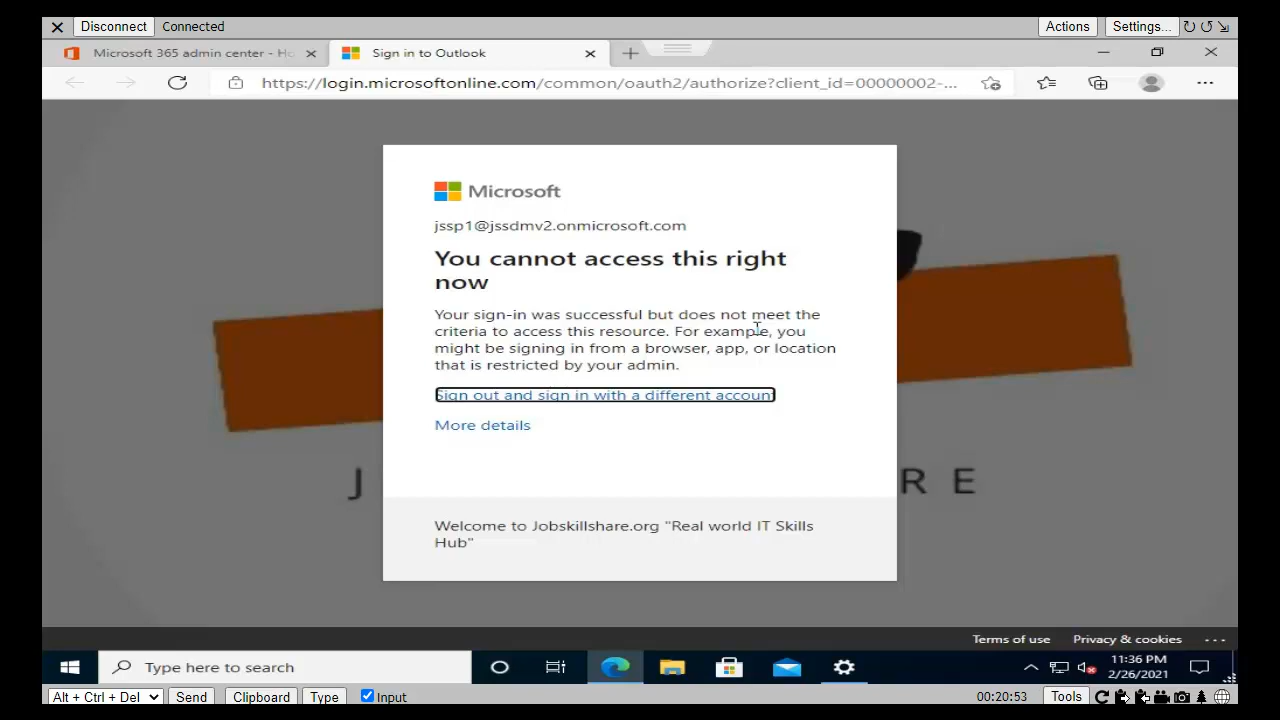 Disconnect Connected Actions Settings...
Microsoft 365 admin center - Ho Sign in to Outlook
https://login.microsoftonline.com/common/oauth2/authorize?client_id=00000002-...
Microsoft
jssp1@jssdmv2.onmicrosoft.com
You cannot access this right
now
Your sign-in was successful but does not meet the
criteria to access this resource. For example, you
might be signing in from a browser, app, or location
that is restricted by your admin.
Sign out and sign in with a different account
More details
J R E
Welcome to Jobskillshare.org "Real world IT Skills
Hub"
Terms of use Privacy & cookies ...
Type here to search
11:36 PM
2/26/2021
Alt + Ctrl + Del Send Clipboard Type Input 00:20:53 Tools